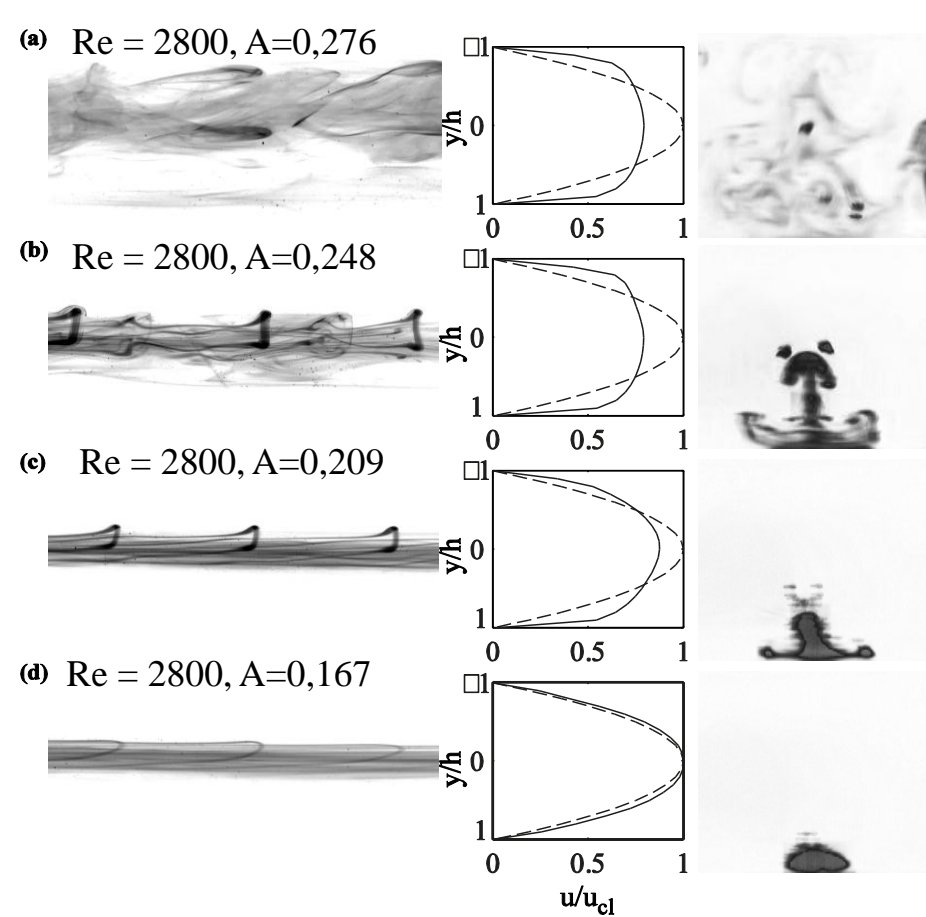 (a) Re = 2800, A=0,276
□1
y/h
0
1
0 0.5 1
(b) Re = 2800, A=0,248
□1
y/h
0
1
0 0.5 1
(c) Re = 2800, A=0,209
□1
y/h
0
1
0 0.5 1
(d) Re = 2800, A=0,167
□1
y/h
0
1
0 0.5 1
u/ucl